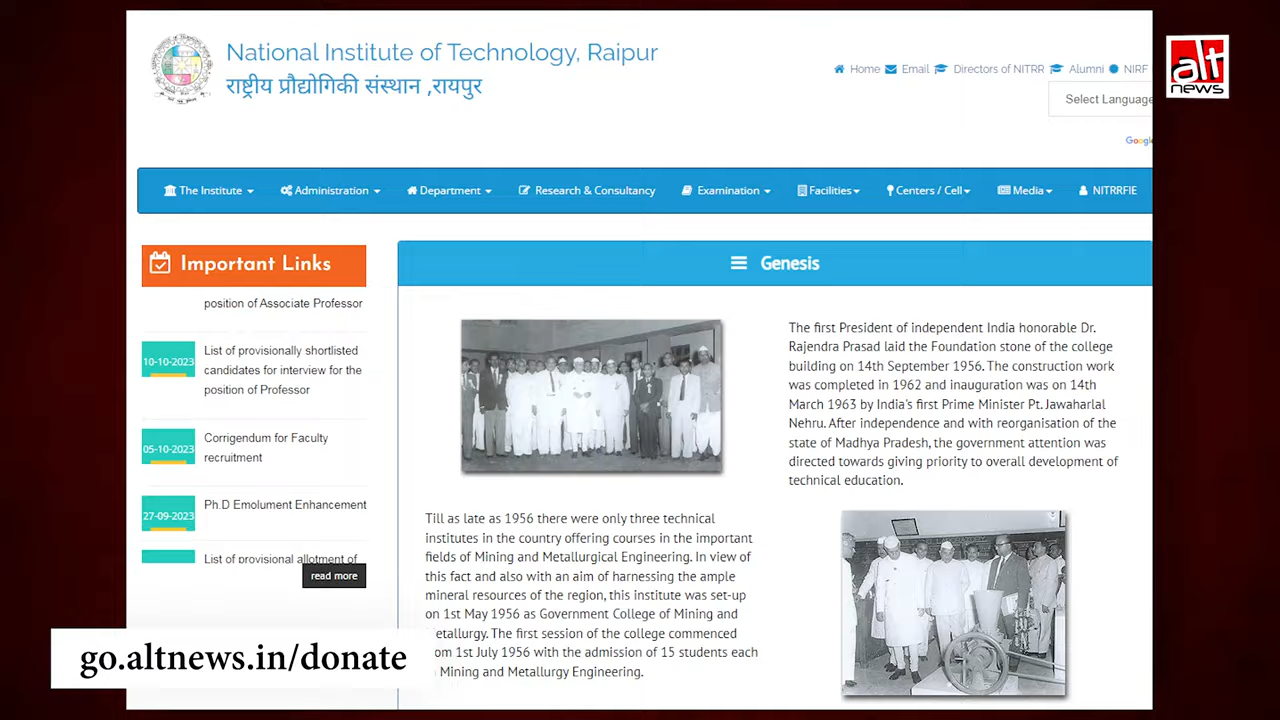 National Institute of Technology, Raipur
राष्ट्रीय प्रौद्योगिकी संस्थान ,रायपुर
Home Email Directors of NITRR Alumni NIRF
Select Language
Google
alt
news
The Institute Administration Department Research & Consultancy Examination Facilities Centers / Cell Media NITRRFIE
Important Links
position of Associate Professor
10-10-2023
List of provisionally shortlisted
candidates for interview for the
position of Professor
05-10-2023
Corrigendum for Faculty
recruitment
27-09-2023
Ph.D Emolument Enhancement
List of provisional allotment of
read more
Genesis
The first President of independent India honorable Dr.
Rajendra Prasad laid the Foundation stone of the college
building on 14th September 1956. The construction work
was completed in 1962 and inauguration was on 14th
March 1963 by India's first Prime Minister Pt. Jawaharlal
Nehru. After independence and with reorganisation of the
state of Madhya Pradesh, the government attention was
directed towards giving priority to overall development of
technical education.
Till as late as 1956 there were only three technical
institutes in the country offering courses in the important
fields of Mining and Metallurgical Engineering. In view of
this fact and also with an aim of harnessing the ample
mineral resources of the region, this institute was set-up
on 1st May 1956 as Government College of Mining and
Metallurgy. The first session of the college commenced
from 1st July 1956 with the admission of 15 students each
Mining and Metallurgy Engineering.
go.altnews.in/donate